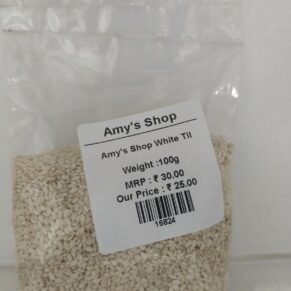 Amy's Shop
Amy's Shop White Til
Weight :100g
MRP : ₹ 30.00
Our Price : ₹ 25.00
16824